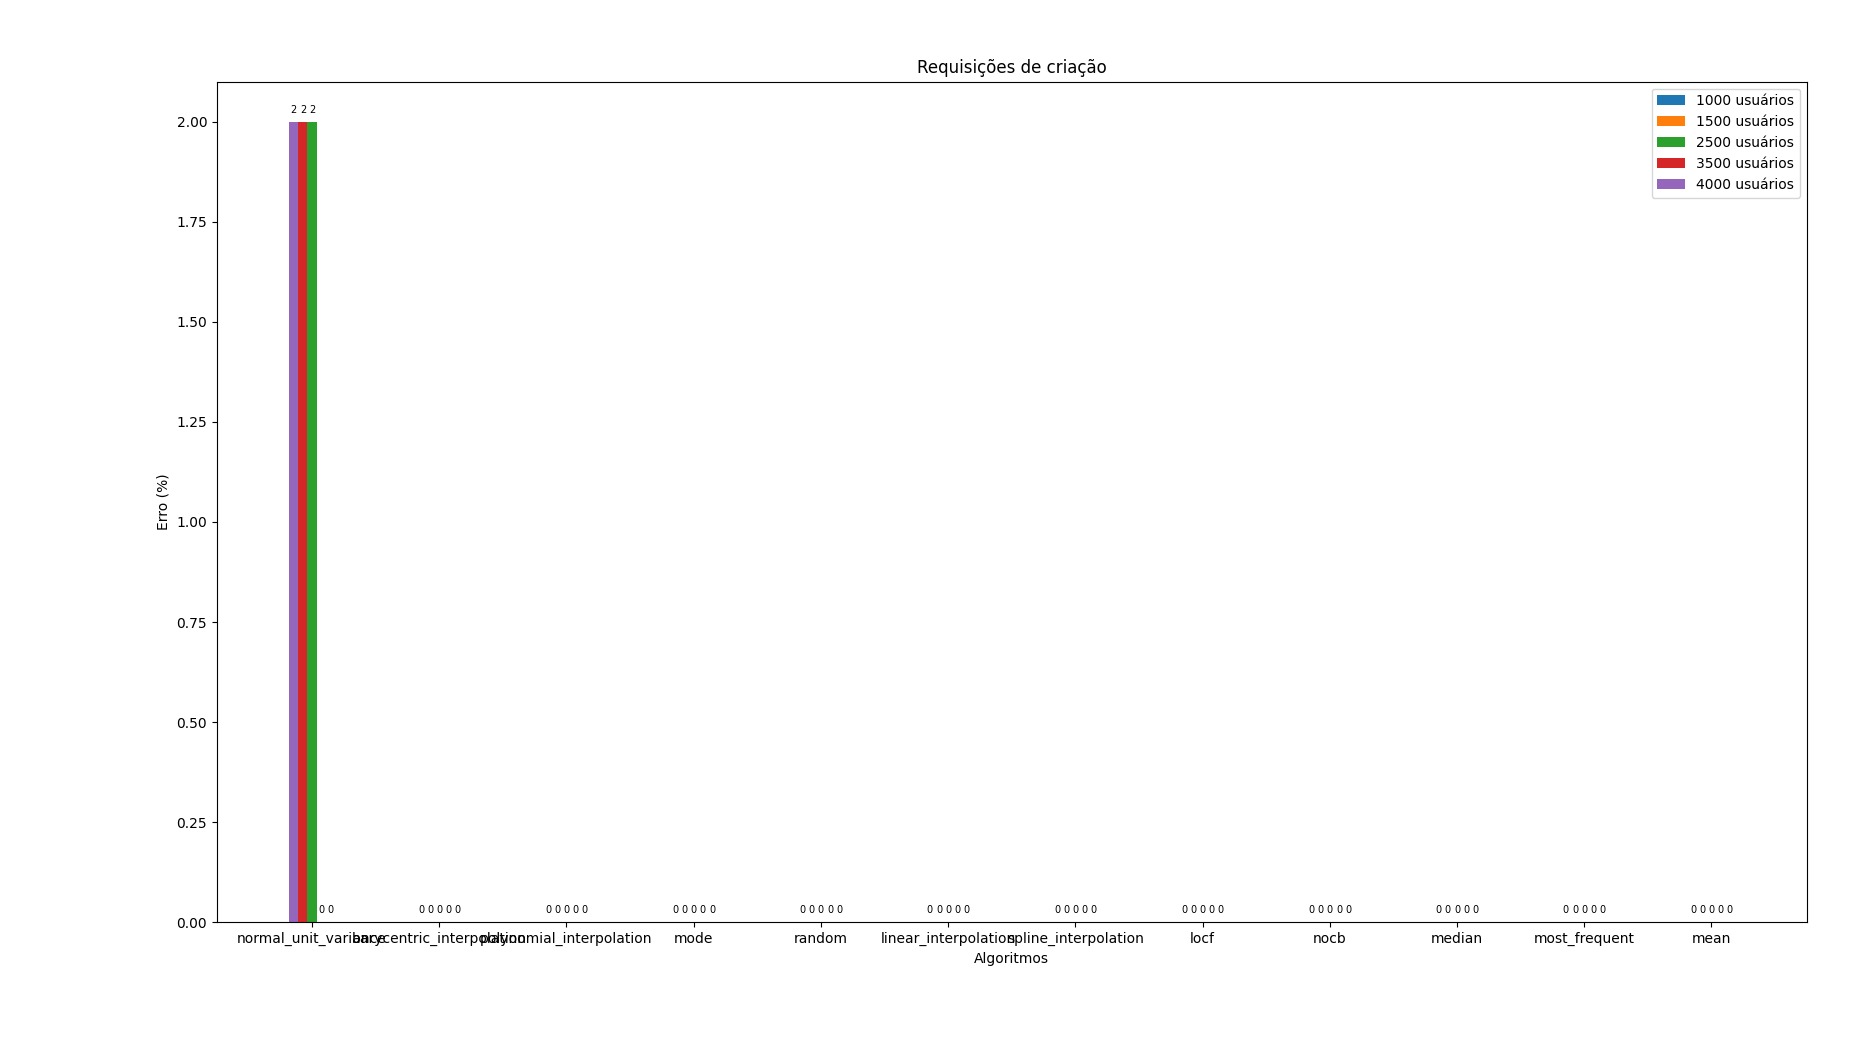 Requisições de criação
1000 usuários
1500 usuários
2500 usuários
3500 usuários
4000 usuários
2 2 2
2.00
1.75
1.50
1.25
1.00
0.75
0.50
0.25
0.00
Erro (%)
0 0
0 0 0 0 0
0 0 0 0 0
0 0 0 0 0
0 0 0 0 0
0 0 0 0 0
0 0 0 0 0
0 0 0 0 0
0 0 0 0 0
0 0 0 0 0
0 0 0 0 0
0 0 0 0 0
normal_unit_variance
barycentric_interpolation
polynomial_interpolation
mode
random
linear_interpolation
spline_interpolation
locf
nocb
median
most_frequent
mean
Algoritmos